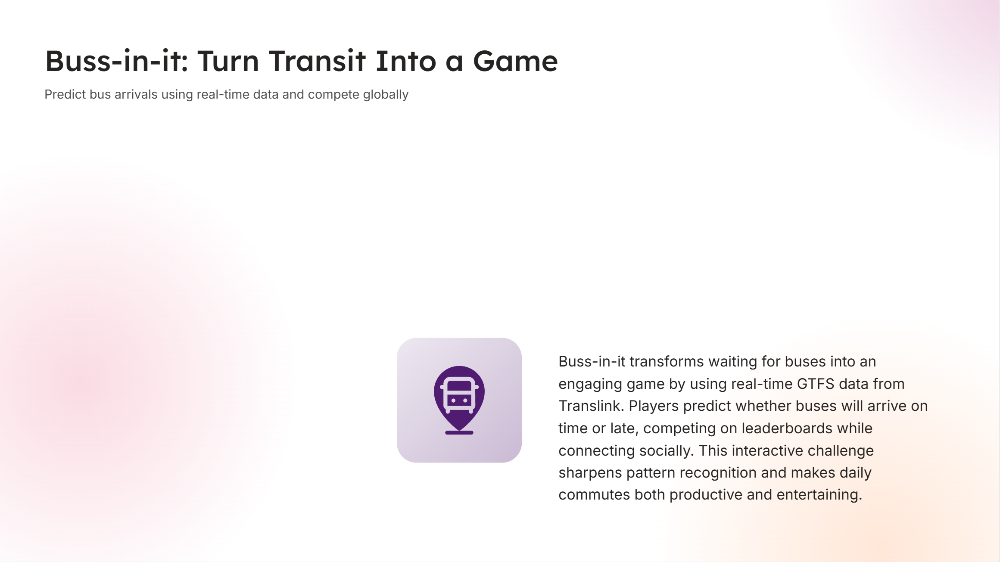 Buss-in-it: Turn Transit Into a Game
Predict bus arrivals using real-time data and compete globally
Buss-in-it transforms waiting for buses into an
engaging game by using real-time GTFS data from
Translink. Players predict whether buses will arrive on
time or late, competing on leaderboards while
connecting socially. This interactive challenge
sharpens pattern recognition and makes daily
commutes both productive and entertaining.